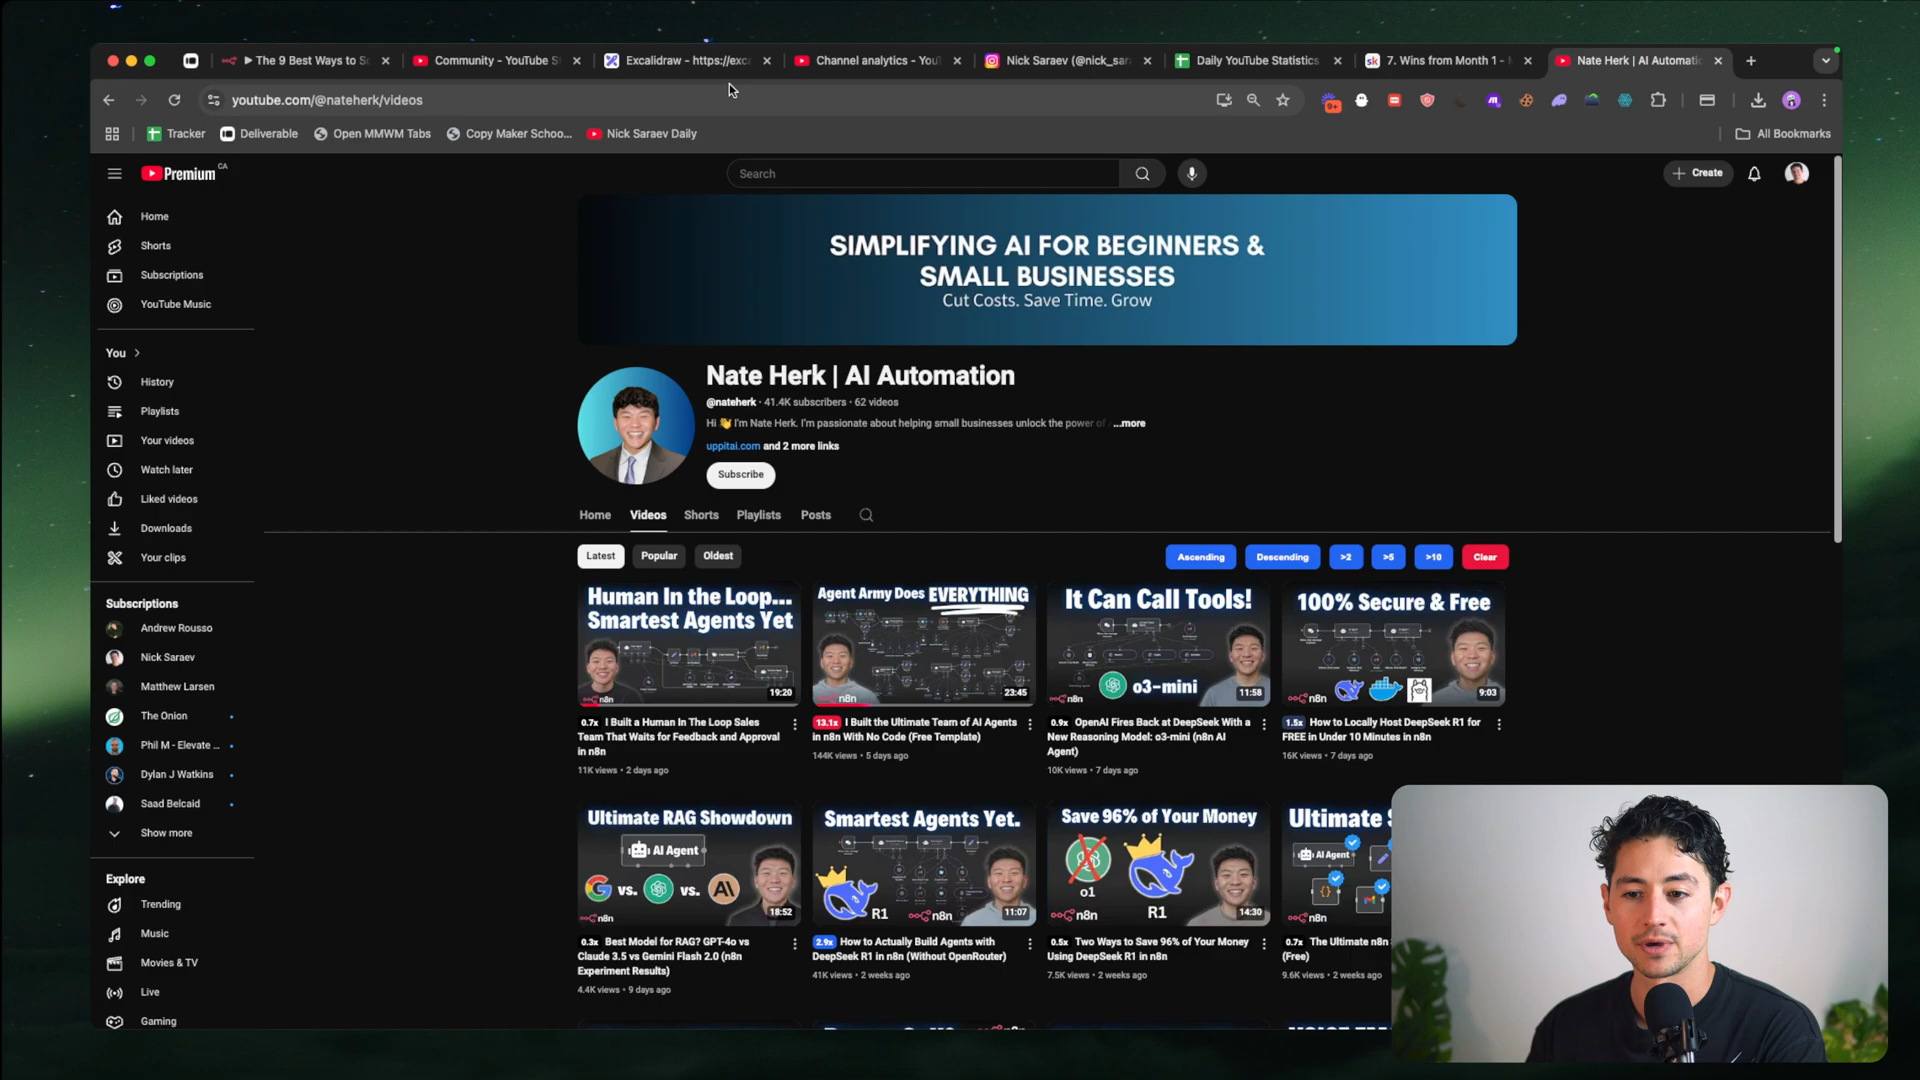 The 9 Best Ways to Sc
Community - YouTube S
Excalidraw - https://exc
Channel analytics - You
Nick Saraev (@nick_sar
Daily YouTube Statistics
7. Wins from Month 1 -
Nate Herk | AI Automatic
youtube.com/@nateherk/videos
9+
Tracker
Deliverable
Open MMWM Tabs
Copy Maker Schoo...
Nick Saraev Daily
All Bookmarks
Premium
CA
Search
Create
Home
Shorts
Subscriptions
YouTube Music
You
History
Playlists
Your videos
Watch later
Liked videos
Downloads
Your clips
Subscriptions
Andrew Rousso
Nick Saraev
Matthew Larsen
The Onion
Phil M - Elevate ...
Dylan J Watkins
Saad Belcaid
Show more
Explore
Trending
Music
Movies & TV
Live
Gaming
SIMPLIFYING AI FOR BEGINNERS &
SMALL BUSINESSES
Cut Costs. Save Time. Grow
Nate Herk | AI Automation
@nateherk · 41.4K subscribers · 62 videos
Hi 👋 I'm Nate Herk. I'm passionate about helping small businesses unlock the power of ...more
uppitai.com and 2 more links
Subscribe
Home Videos Shorts Playlists Posts
Latest Popular Oldest
Ascending Descending >2 >5 >10 Clear
Human In the Loop...
Smartest Agents Yet
n8n
19:20
0.7x I Built a Human In The Loop Sales
Team That Waits for Feedback and Approval
in n8n
11K views · 2 days ago
Agent Army Does EVERYTHING
n8n
23:45
13.1x I Built the Ultimate Team of AI Agents
in n8n With No Code (Free Template)
144K views · 5 days ago
It Can Call Tools!
n8n
o3-mini
11:58
0.9x OpenAI Fires Back at DeepSeek With a
New Reasoning Model: o3-mini (n8n AI
Agent)
10K views · 7 days ago
100% Secure & Free
n8n
9:03
1.5x How to Locally Host DeepSeek R1 for
FREE in Under 10 Minutes in n8n
16K views · 7 days ago
Ultimate RAG Showdown
AI Agent
G vs. vs. A\
n8n
18:52
0.3x Best Model for RAG? GPT-4o vs
Claude 3.5 vs Gemini Flash 2.0 (n8n
Experiment Results)
4.4K views · 9 days ago
Smartest Agents Yet.
R1
n8n
11:07
2.9x How to Actually Build Agents with
DeepSeek R1 in n8n (Without OpenRouter)
41K views · 2 weeks ago
Save 96% of Your Money
o1
n8n
R1
14:30
0.5x Two Ways to Save 96% of Your Money
Using DeepSeek R1 in n8n
7.5K views · 2 weeks ago
Ultimate
AI Agent
n8n
0.7x The Ultimate n8n
(Free)
9.6K views · 2 weeks